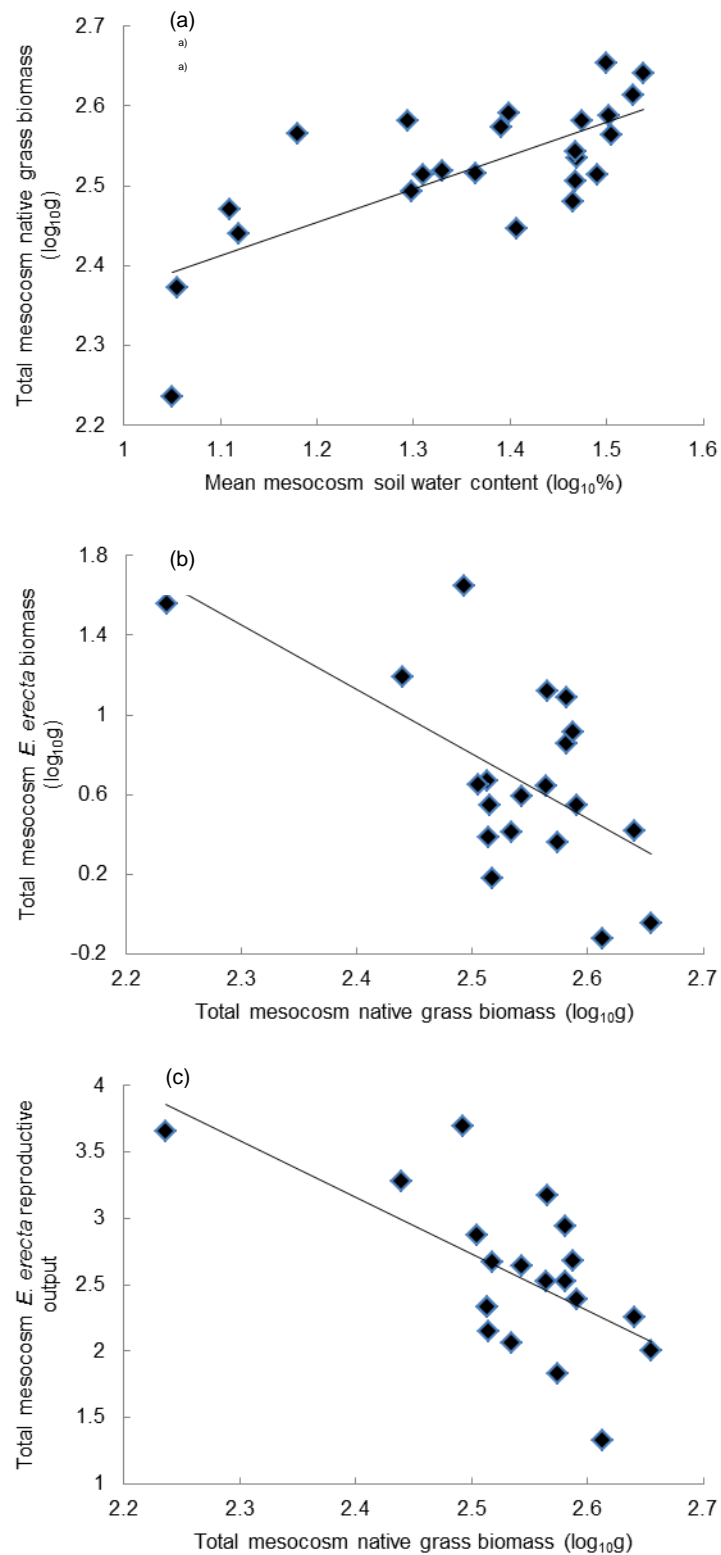 (a)
a)
a)
2.7
2.6
2.5
2.4
2.3
2.2
1
1.1
1.2
1.3
1.4
1.5
1.6
Total mesocosm native grass biomass
(log10g)
Mean mesocosm soil water content (log10%)
(b)
1.8
1.4
1
0.6
0.2
-0.2
2.2
2.3
2.4
2.5
2.6
2.7
Total mesocosm E. erecta biomass
(log10g)
Total mesocosm native grass biomass (log10g)
(c)
4
3.5
3
2.5
2
1.5
1
2.2
2.3
2.4
2.5
2.6
2.7
Total mesocosm E. erecta reproductive
output
Total mesocosm native grass biomass (log10g)